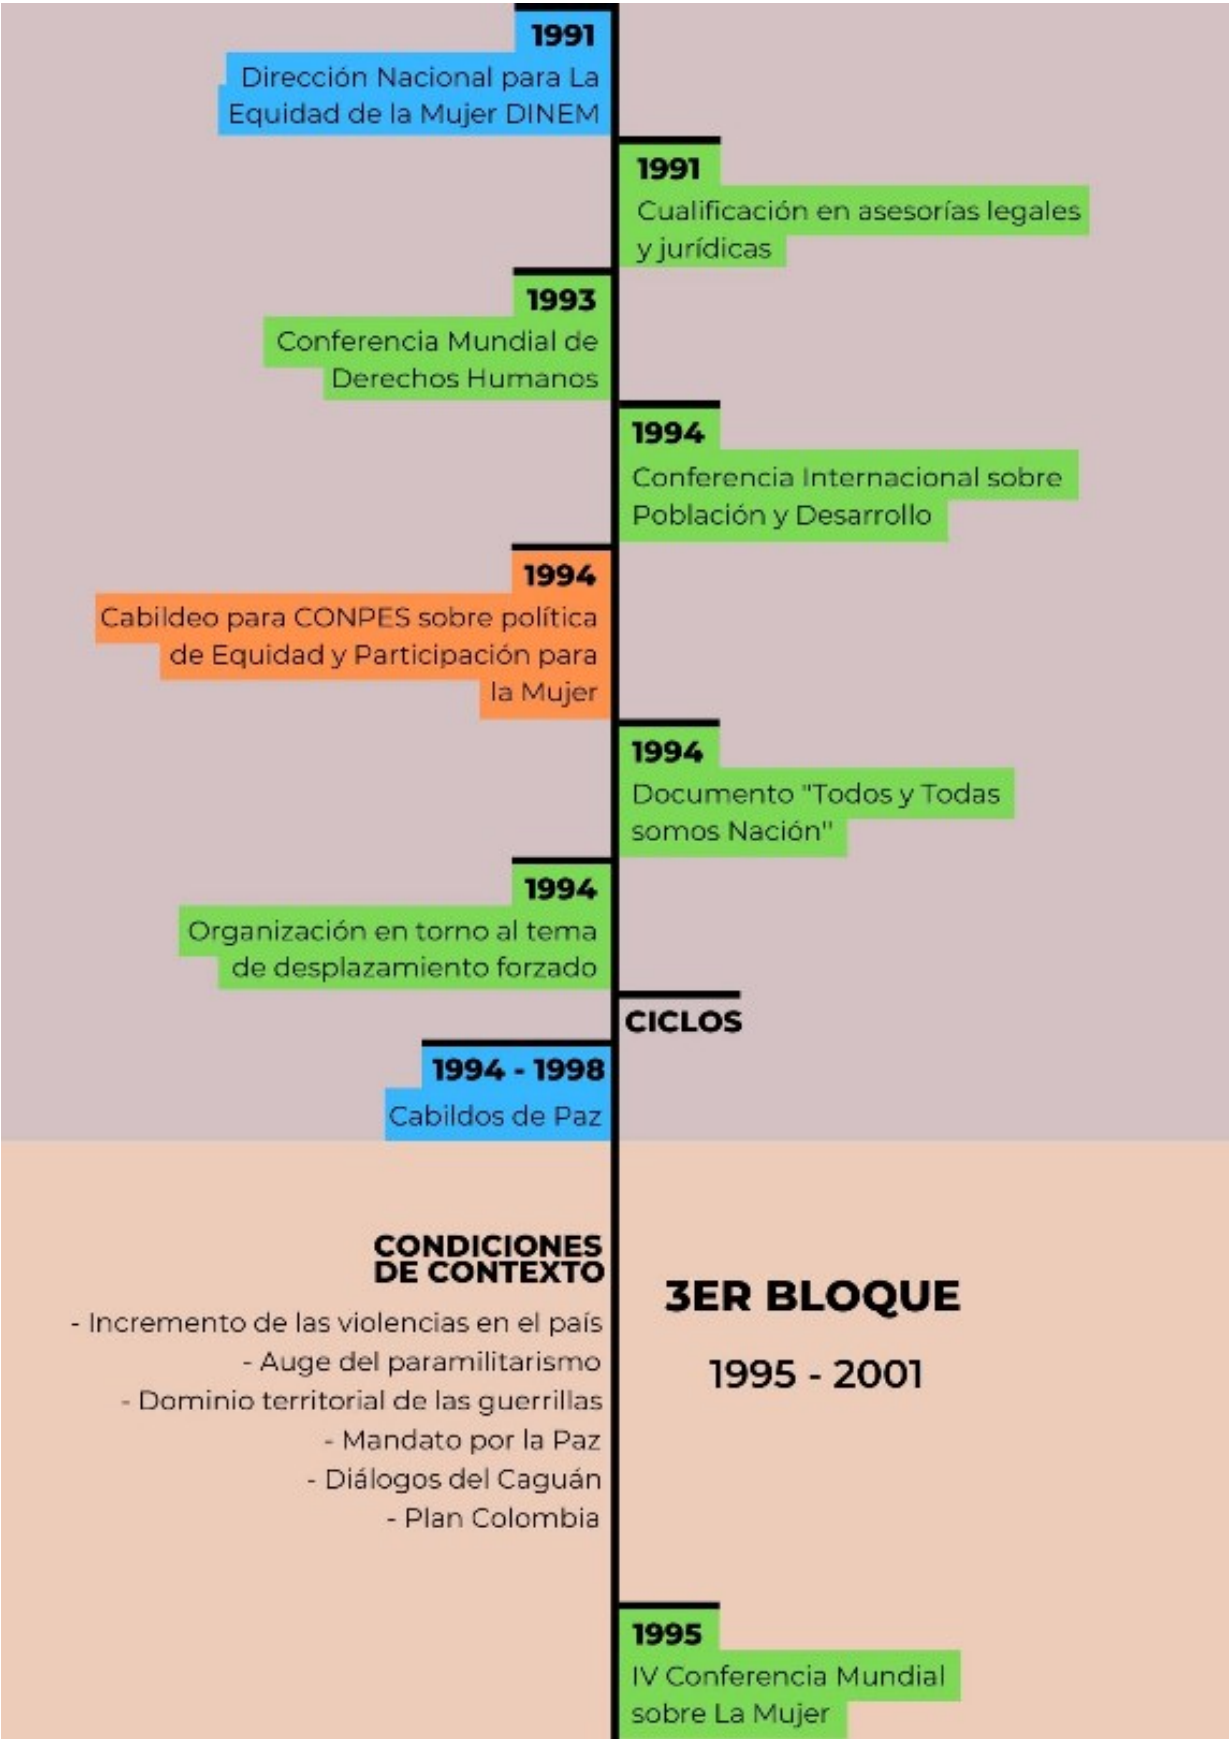 1991
Dirección Nacional para La
Equidad de la Mujer DINEM
1991
Cualificación en asesorías legales
y jurídicas
1993
Conferencia Mundial de
Derechos Humanos
1994
Conferencia Internacional sobre
Población y Desarrollo
1994
Cabildeo para CONPES sobre política
de Equidad y Participación para
la Mujer
1994
Documento "Todos y Todas
somos Nación"
1994
Organización en torno al tema
de desplazamiento forzado
CICLOS
1994 - 1998
Cabildos de Paz
CONDICIONES
DE CONTEXTO
- Incremento de las violencias en el país
- Auge del paramilitarismo
- Dominio territorial de las guerrillas
- Mandato por la Paz
- Diálogos del Caguán
- Plan Colombia
3ER BLOQUE
1995 - 2001
1995
IV Conferencia Mundial
sobre La Mujer